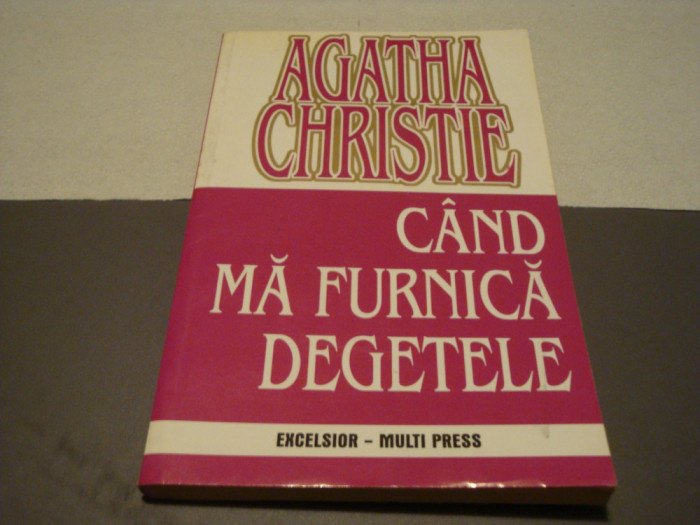 AGATHA
CHRISTIE
CÂND
MĂ FURNICĂ
DEGETELE
EXCELSIOR – MULTI PRESS